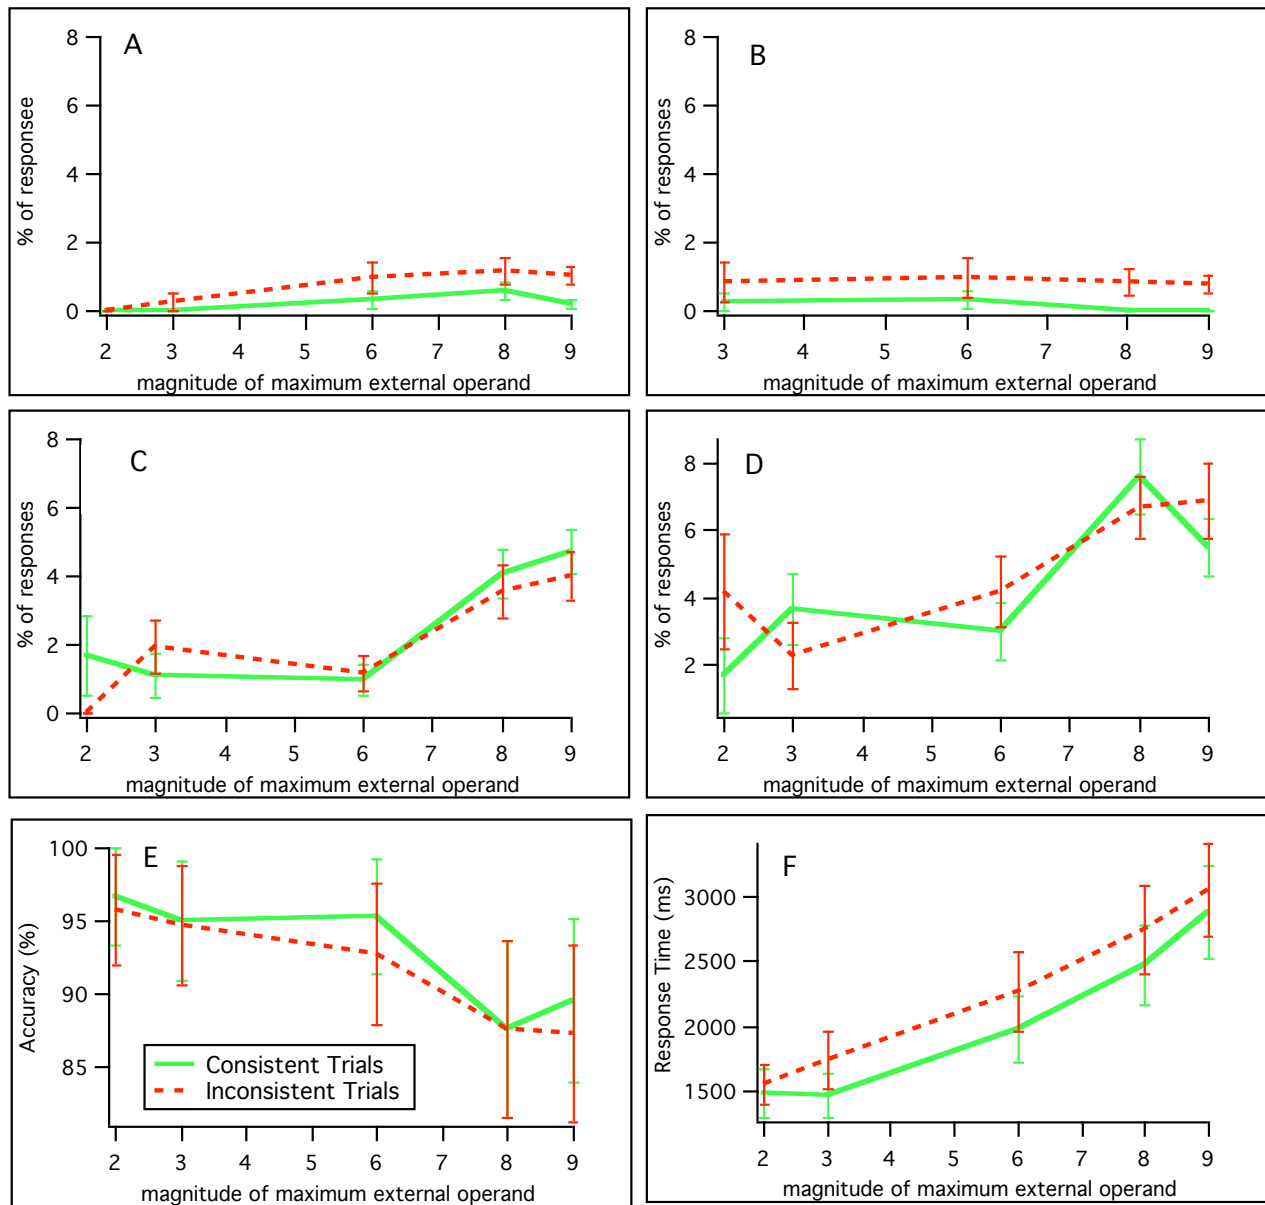 A
8
6
4
2
0
% of responsee
2 3 4 5 6 7 8 9
magnitude of maximum external operand
B
8
6
4
2
0
% of responses
3 4 5 6 7 8 9
magnitude of maximum external operand
C
8
6
4
2
0
% of responses
2 3 4 5 6 7 8 9
magnitude of maximum external operand
D
8
6
4
2
% of responses
2 3 4 5 6 7 8 9
magnitude of maximum external operand
E
100
95
90
85
Accuracy (%)
Consistent Trials
Inconsistent Trials
2 3 4 5 6 7 8 9
magnitude of maximum external operand
F
3000
2500
2000
1500
Response Time (ms)
2 3 4 5 6 7 8 9
magnitude of maximum external operand